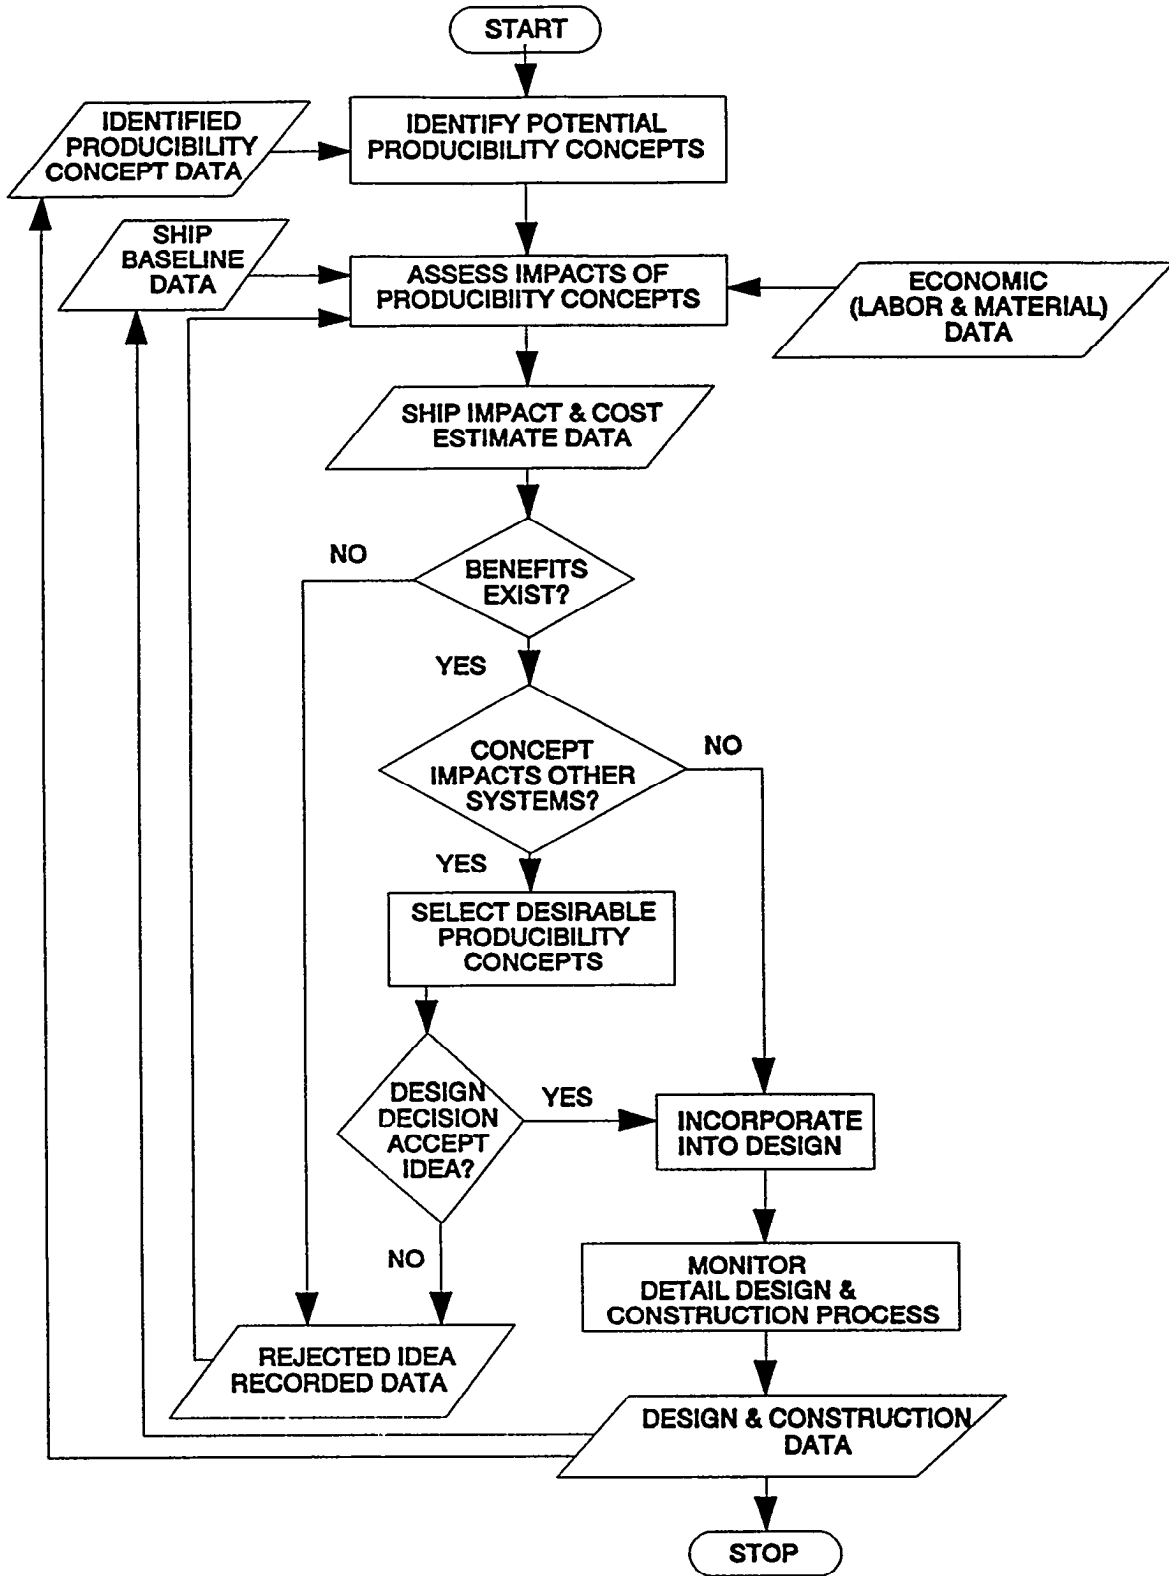 START
IDENTIFIED
PRODUCIBILITY
CONCEPT DATA
IDENTIFY POTENTIAL
PRODUCIBILITY CONCEPTS
SHIP
BASELINE
DATA
ASSESS IMPACTS OF
PRODUCIBIITY CONCEPTS
ECONOMIC
(LABOR & MATERIAL)
DATA
SHIP IMPACT & COST
ESTIMATE DATA
NO
BENEFITS
EXIST?
YES
CONCEPT
IMPACTS OTHER
SYSTEMS?
NO
YES
SELECT DESIRABLE
PRODUCIBILITY
CONCEPTS
DESIGN
DECISION
ACCEPT
IDEA?
YES
INCORPORATE
INTO DESIGN
NO
MONITOR
DETAIL DESIGN &
CONSTRUCTION PROCESS
REJECTED IDEA
RECORDED DATA
DESIGN & CONSTRUCTION
DATA
STOP